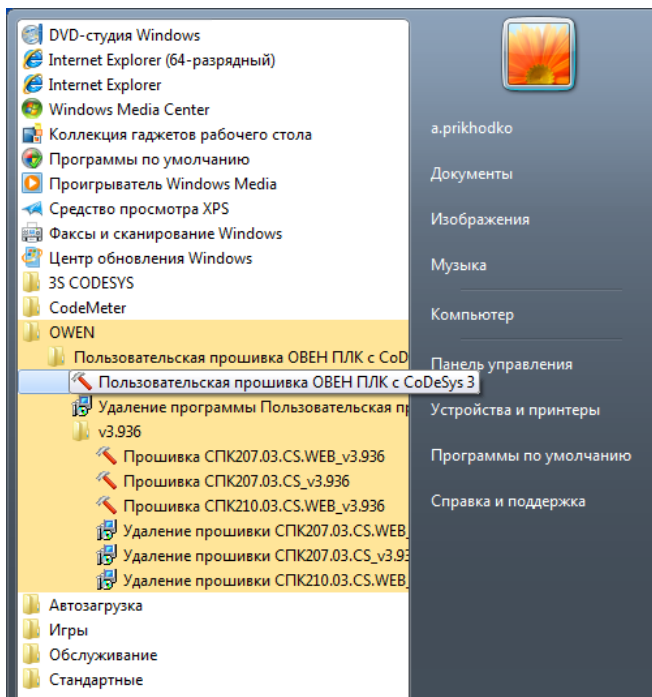 DVD-студия Windows
Internet Explorer (64-разрядный)
Internet Explorer
Windows Media Center
Коллекция гаджетов рабочего стола
Программы по умолчанию
Проигрыватель Windows Media
Средство просмотра XPS
Факсы и сканирование Windows
Центр обновления Windows
3S CODESYS
CodeMeter
OWEN
Пользовательская прошивка ОВЕН ПЛК с CoD
Пользовательская прошивка ОВЕН ПЛК с CoDeSys 3
Удаление программы Пользовательская пр
v3.936
Прошивка СПК207.03.CS.WEB_v3.936
Прошивка СПК207.03.CS_v3.936
Прошивка СПК210.03.CS.WEB_v3.936
Удаление прошивки СПК207.03.CS.WEB_
Удаление прошивки СПК207.03.CS_v3.93
Удаление прошивки СПК210.03.CS.WEB_
Автозагрузка
Игры
Обслуживание
Стандартные
a.prikhodko
Документы
Изображения
Музыка
Компьютер
Панель управления
Устройства и принтеры
Программы по умолчанию
Справка и поддержка